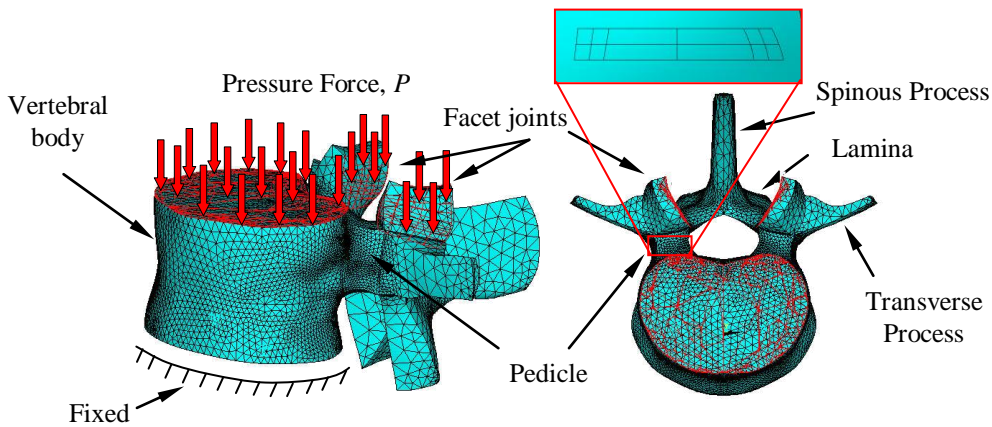 Pressure Force, P
Vertebral
body
Facet joints
Spinous Process
Lamina
Transverse
Process
Pedicle
Fixed